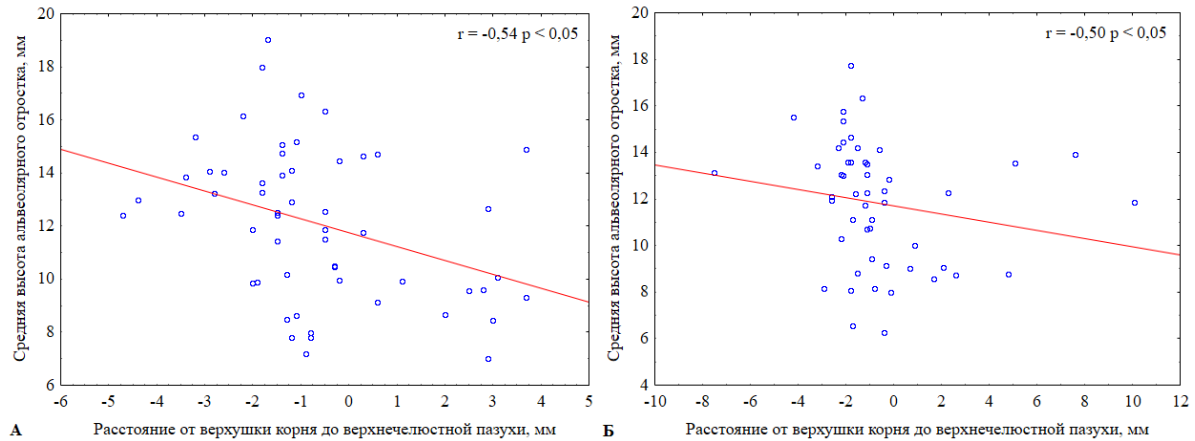 r = -0,54 p < 0,05
Средняя высота альвеолярного отростка, мм
20
18
16
14
12
10
8
6
-6 -5 -4 -3 -2 -1 0 1 2 3 4 5
А Расстояние от верхушки корня до верхнечелюстной пазухи, мм
r = -0,50 p < 0,05
Средняя высота альвеолярного отростка, мм
20
18
16
14
12
10
8
6
4
-10 -8 -6 -4 -2 0 2 4 6 8 10 12
Б Расстояние от верхушки корня до верхнечелюстной пазухи, мм